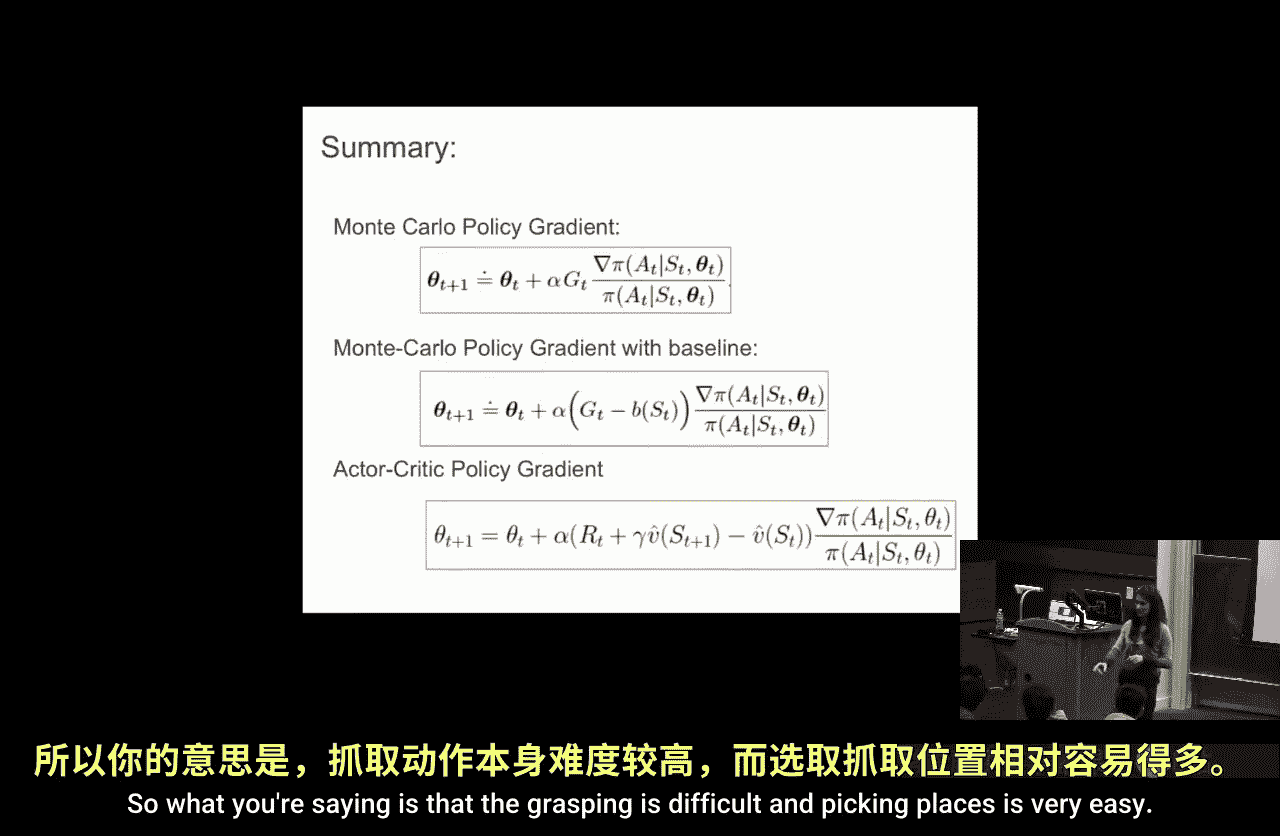 Summary:
Monte Carlo Policy Gradient:
θ_{t+1} ≐ θ_t + αG_t ∇π(A_t|S_t, θ_t) / π(A_t|S_t, θ_t).
Monte-Carlo Policy Gradient with baseline:
θ_{t+1} ≐ θ_t + α(G_t − b(S_t)) ∇π(A_t|S_t, θ_t) / π(A_t|S_t, θ_t)
Actor-Critic Policy Gradient
θ_{t+1} = θ_t + α(R_t + γv̂(S_{t+1}) − v̂(S_t)) ∇π(A_t|S_t, θ_t) / π(A_t|S_t, θ_t)
所以你的意思是，抓取动作本身难度较高，而选取抓取位置相对容易得多。
So what you're saying is that the grasping is difficult and picking places is very easy.